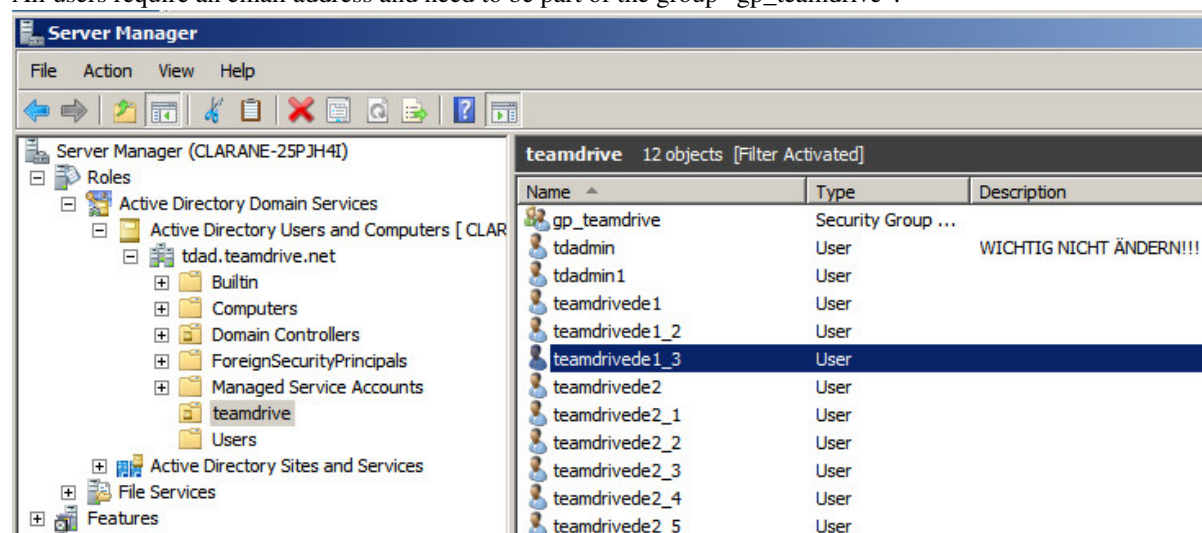 All users require an email address and need to be part of the group "gp_teamdrive".
Server Manager
File Action View Help
Server Manager (CLARANE-25PJH4I)
Roles
Active Directory Domain Services
Active Directory Users and Computers [ CLAR
tdad.teamdrive.net
Builtin
Computers
Domain Controllers
ForeignSecurityPrincipals
Managed Service Accounts
teamdrive
Users
Active Directory Sites and Services
File Services
Features
teamdrive 12 objects [Filter Activated]
Name Type Description
gp_teamdrive Security Group ...
tdadmin User WICHTIG NICHT ÄNDERN!!!
tdadmin1 User
teamdrivede1 User
teamdrivede1_2 User
teamdrivede1_3 User
teamdrivede2 User
teamdrivede2_1 User
teamdrivede2_2 User
teamdrivede2_3 User
teamdrivede2_4 User
teamdrivede2_5 User